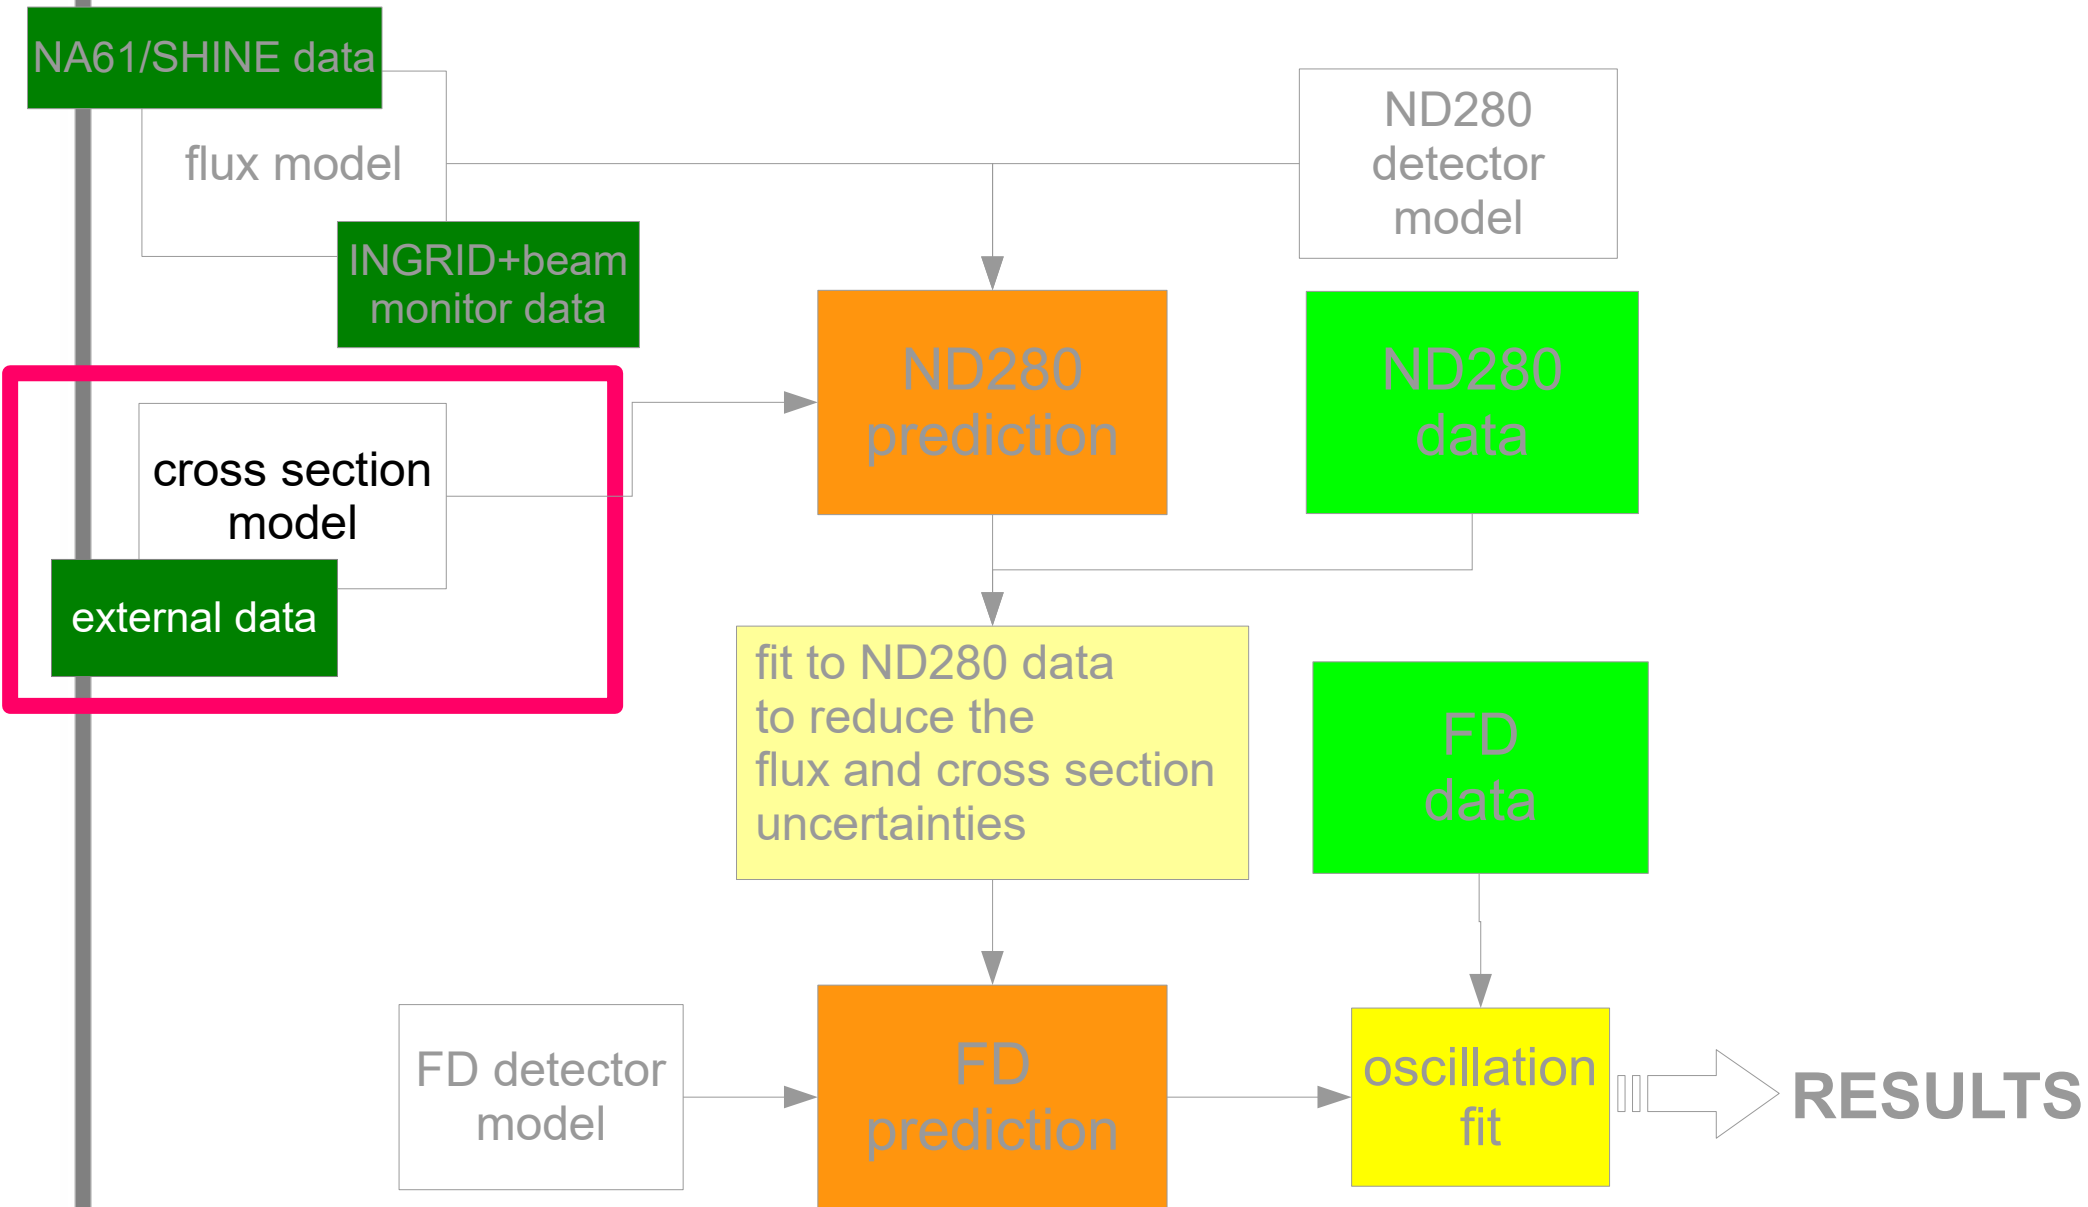 NA61/SHINE data
flux model
INGRID+beam
monitor data
ND280
detector
model
cross section
model
external data
ND280
prediction
ND280
data
fit to ND280 data
to reduce the
flux and cross section
uncertainties
FD
data
FD detector
model
FD
prediction
oscillation
fit
RESULTS